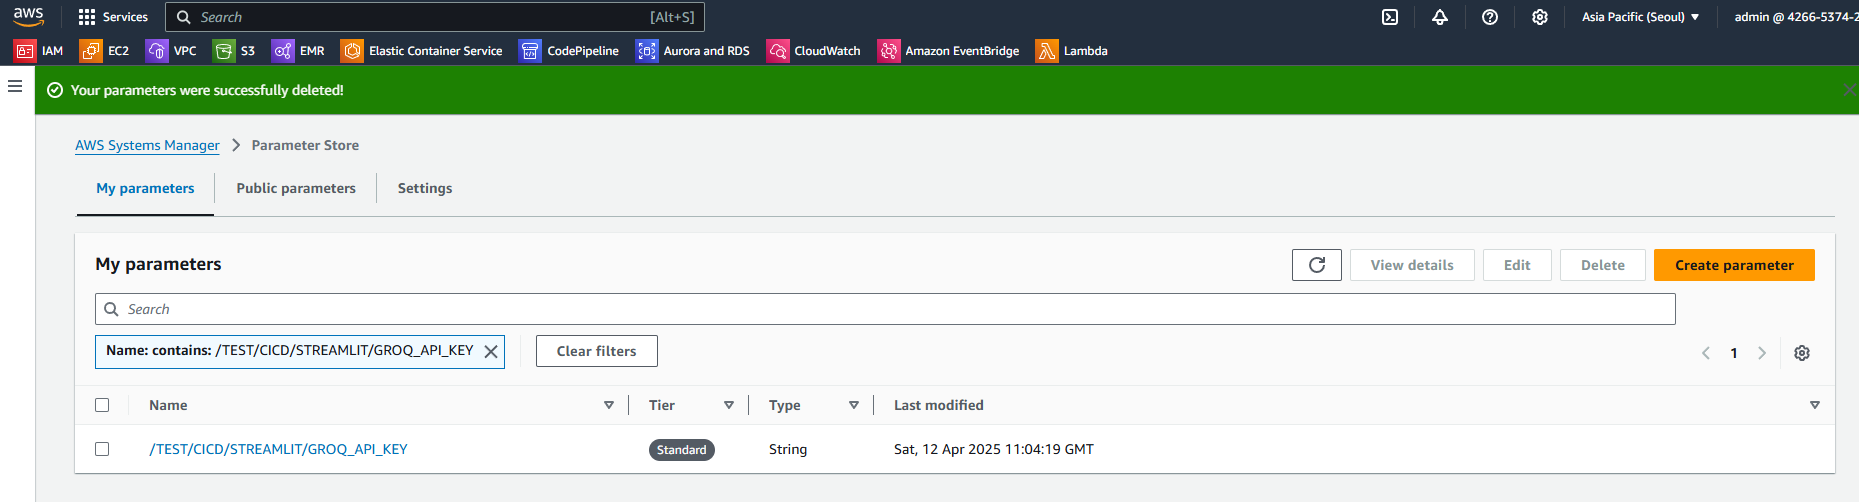 aws Services Search [Alt+S] Asia Pacific (Seoul) admin @ 4266-5374-2
IAM EC2 VPC S3 EMR Elastic Container Service CodePipeline Aurora and RDS CloudWatch Amazon EventBridge Lambda
Your parameters were successfully deleted!
AWS Systems Manager Parameter Store
My parameters Public parameters Settings
My parameters View details Edit Delete Create parameter
Search
Name: contains: /TEST/CICD/STREAMLIT/GROQ_API_KEY Clear filters 1
Name Tier Type Last modified
/TEST/CICD/STREAMLIT/GROQ_API_KEY Standard String Sat, 12 Apr 2025 11:04:19 GMT